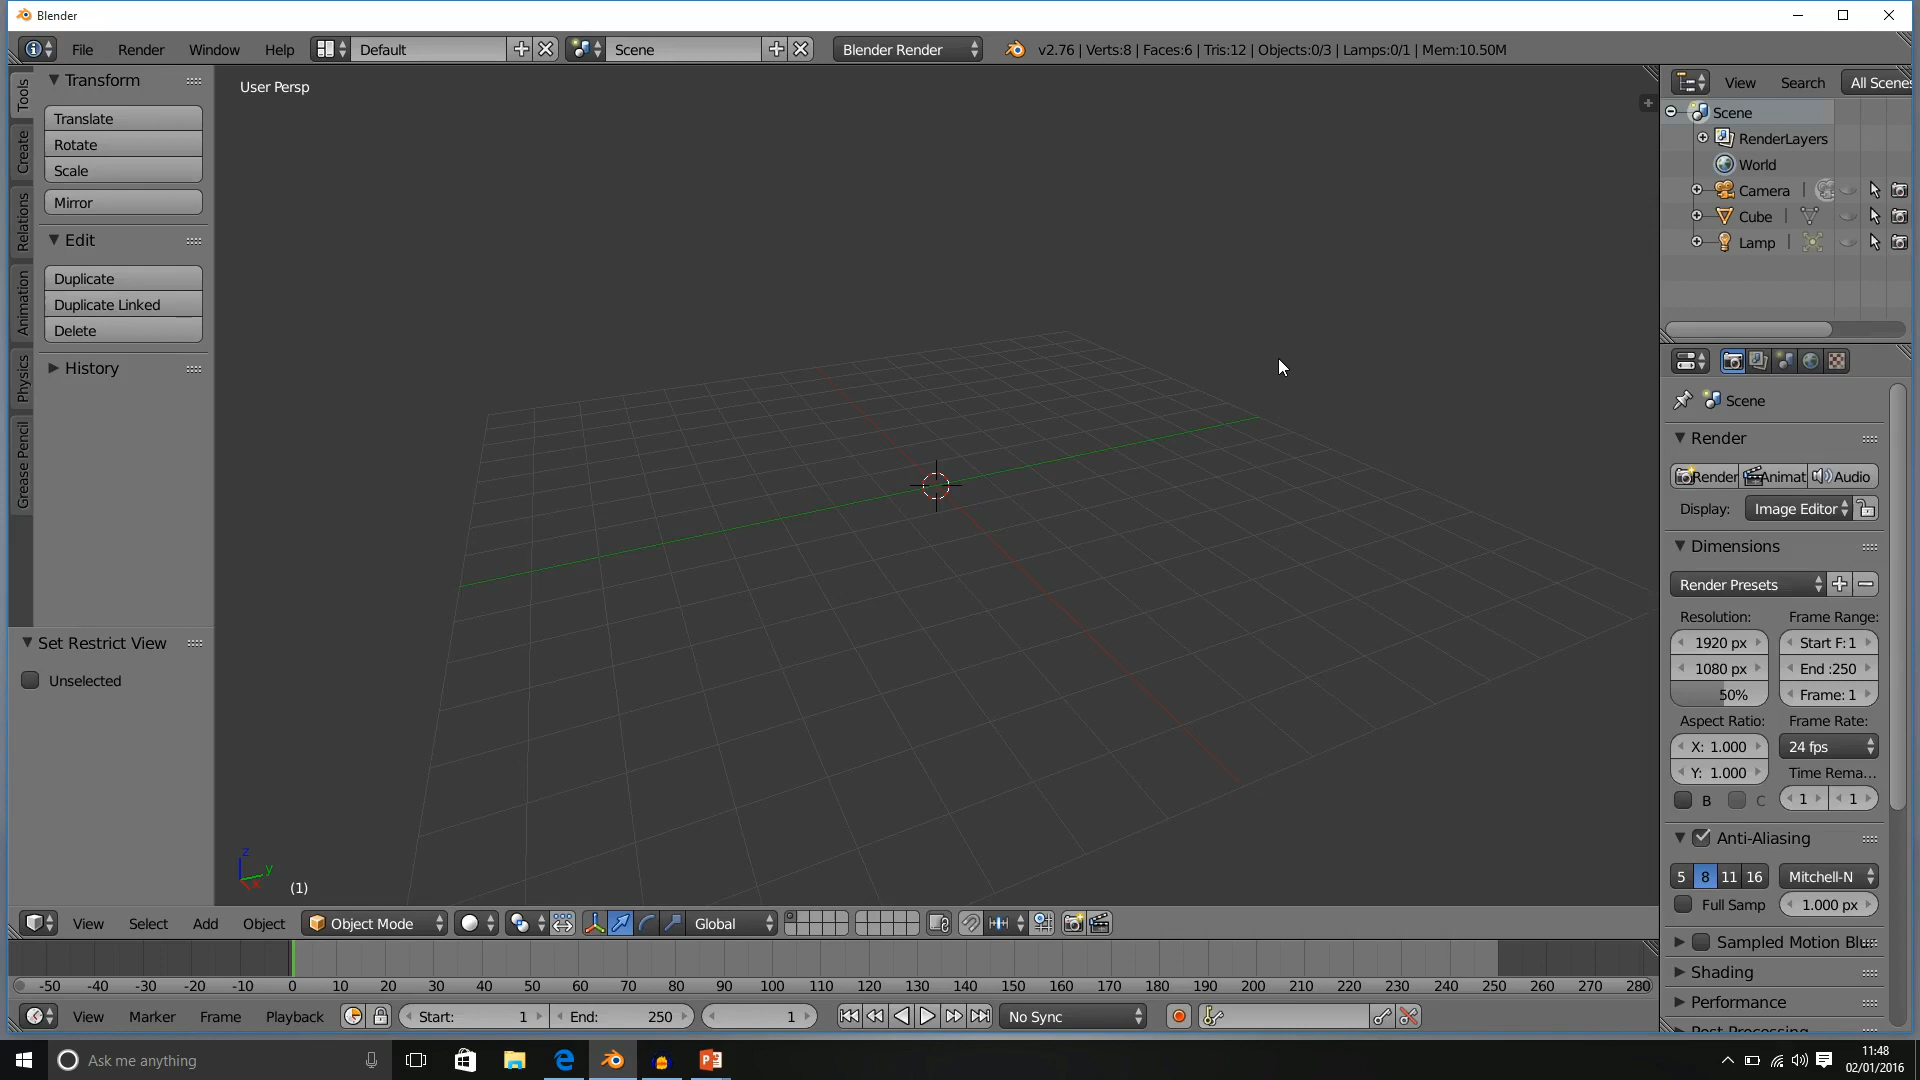 Blender
File Render Window Help Default Scene Blender Render v2.76 | Verts:8 | Faces:6 | Tris:12 | Objects:0/3 | Lamps:0/1 | Mem:10.50M
Tools
Create
Relations
Animation
Physics
Grease Pencil
Transform
Translate
Rotate
Scale
Mirror
Edit
Duplicate
Duplicate Linked
Delete
History
Set Restrict View
Unselected
User Persp
z
y
x
(1)
View Search All Scenes
Scene
RenderLayers
World
Camera
Cube
Lamp
Scene
Render
Render Animat Audio
Display: Image Editor
Dimensions
Render Presets
Resolution: Frame Range:
1920 px Start F: 1
1080 px End :250
50% Frame: 1
Aspect Ratio: Frame Rate:
X: 1.000 24 fps
Y: 1.000 Time Rema...
B C 1 1
Anti-Aliasing
5 8 11 16 Mitchell-N
Full Samp 1.000 px
Sampled Motion Blu
Shading
Performance
Post Processing
View Select Add Object Object Mode Global
-50 -40 -30 -20 -10 0 10 20 30 40 50 60 70 80 90 100 110 120 130 140 150 160 170 180 190 200 210 220 230 240 250 260 270 280
View Marker Frame Playback Start: 1 End: 250 1 No Sync
Ask me anything
11:48
02/01/2016